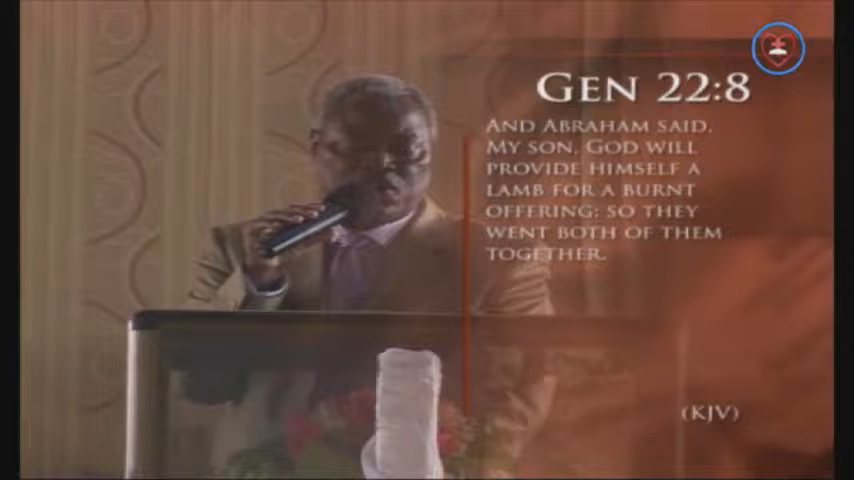 GEN 22:8
AND ABRAHAM SAID,
MY SON, GOD WILL
PROVIDE HIMSELF A
LAMB FOR A BURNT
OFFERING: SO THEY
WENT BOTH OF THEM
TOGETHER.
(KJV)